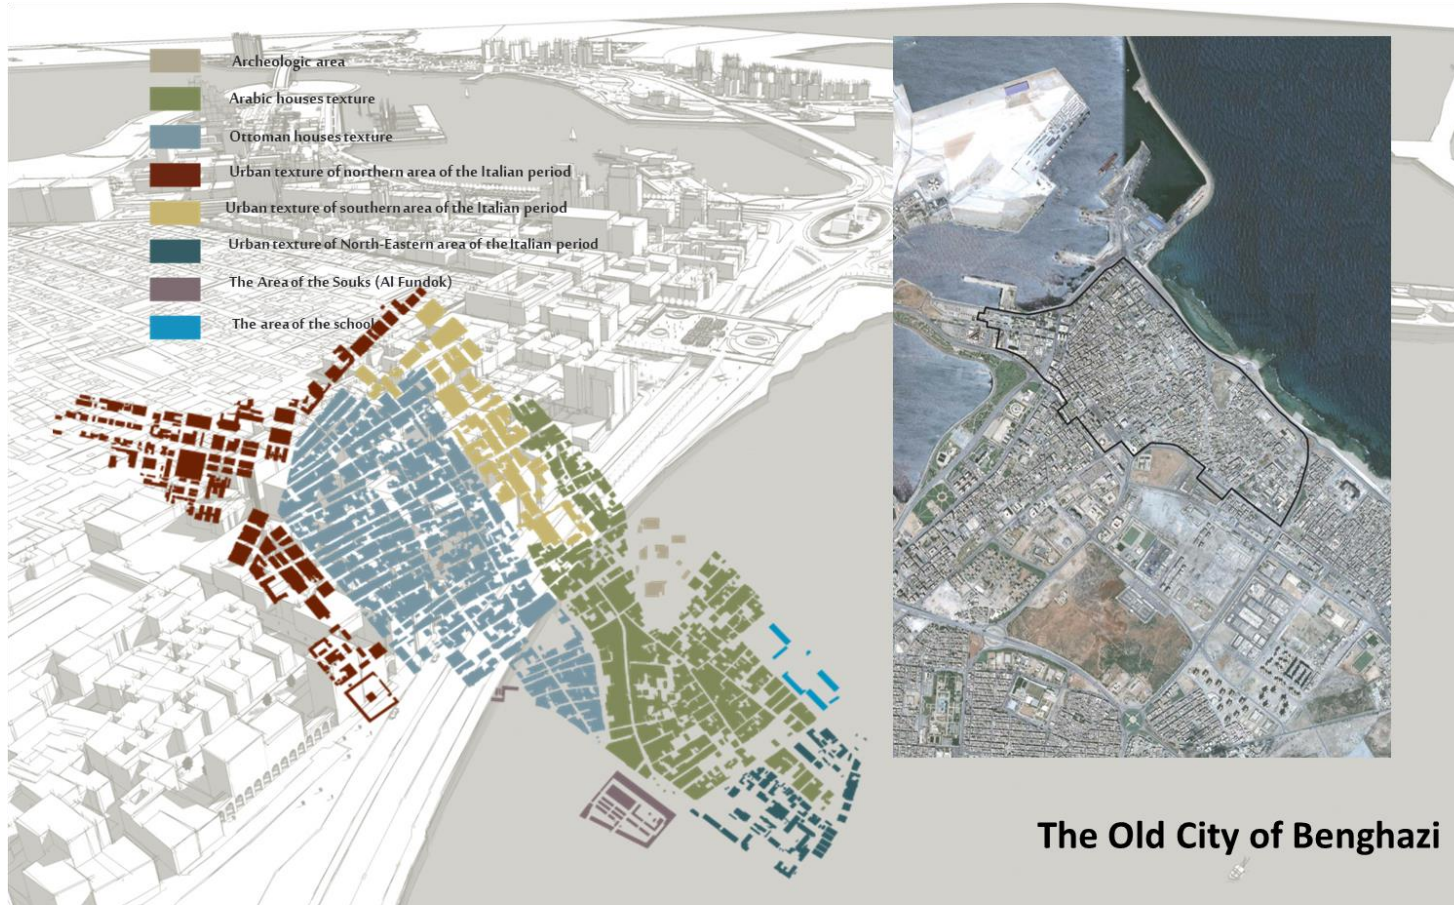 Archeologic area
Arabic houses texture
Ottoman houses texture
Urban texture of northern area of the Italian period
Urban texture of southern area of the Italian period
Urban texture of North-Eastern area of the Italian period
The Area of the Souks (Al Fundok)
The area of the school
The Old City of Benghazi